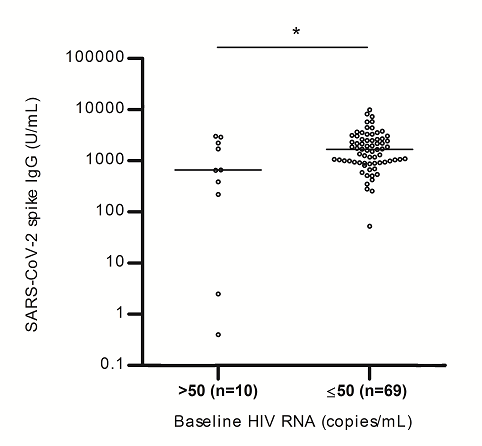 *
100000
10000
1000
100
10
1
0.1
SARS-CoV-2 spike IgG (U/mL)
>50 (n=10) ≤50 (n=69)
Baseline HIV RNA (copies/mL)